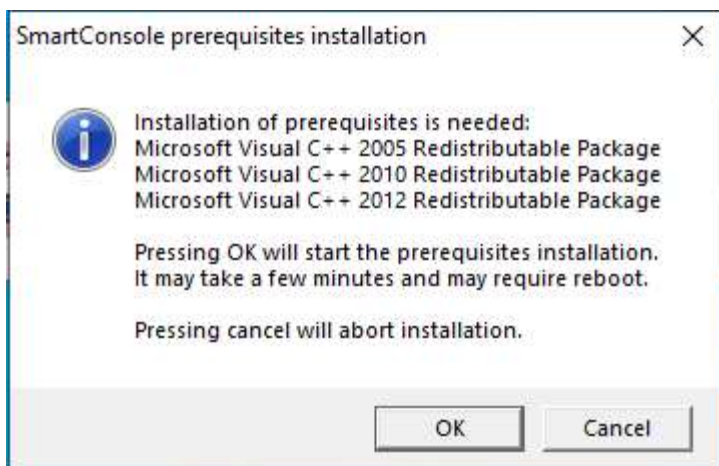 SmartConsole prerequisites installation
Installation of prerequisites is needed:
Microsoft Visual C++ 2005 Redistributable Package
Microsoft Visual C++ 2010 Redistributable Package
Microsoft Visual C++ 2012 Redistributable Package
Pressing OK will start the prerequisites installation.
It may take a few minutes and may require reboot.
Pressing cancel will abort installation.
OK
Cancel